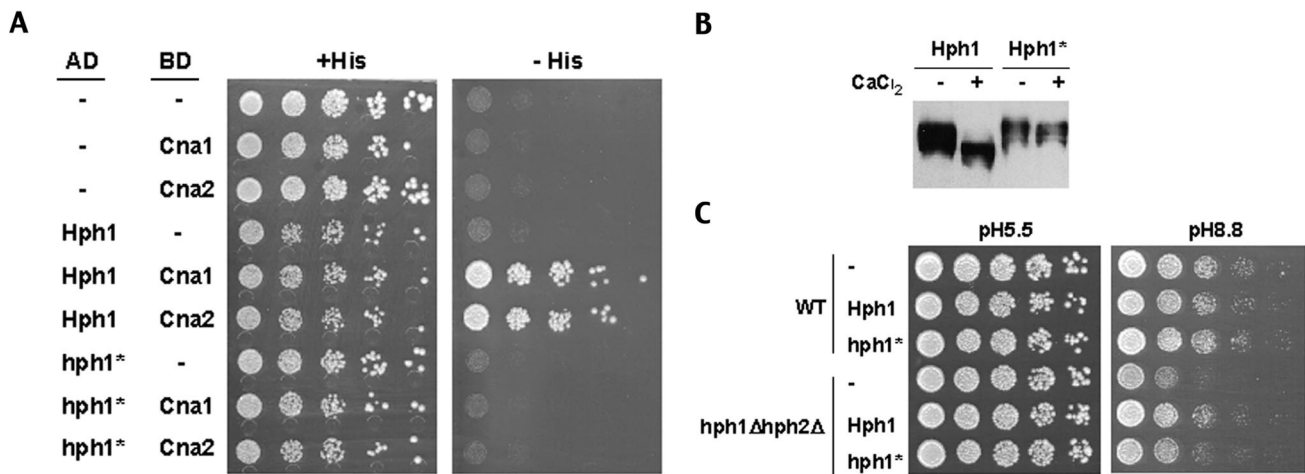 A
AD BD +His - His
- -
- Cna1
- Cna2
Hph1 -
Hph1 Cna1
Hph1 Cna2
hph1* -
hph1* Cna1
hph1* Cna2
B
Hph1 Hph1*
CaCl2 - + - +
C
pH5.5 pH8.8
WT
-
Hph1
hph1*
hph1Δhph2Δ
-
Hph1
hph1*